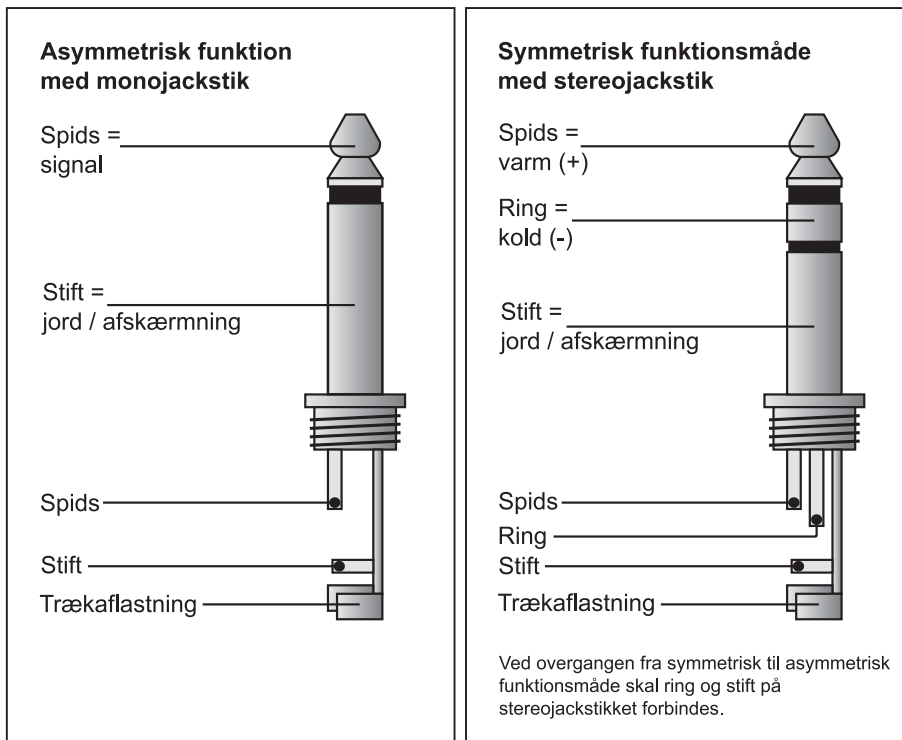 Asymmetrisk funktion
med monojackstik
Spids =
signal
Stift =
jord / afskærmning
Spids
Stift
Trækaflastning
Symmetrisk funktionsmåde
med stereojackstik
Spids =
varm (+)
Ring =
kold (-)
Stift =
jord / afskærmning
Spids
Ring
Stift
Trækaflastning
Ved overgangen fra symmetrisk til asymmetrisk
funktionsmåde skal ring og stift på
stereojackstikket forbindes.